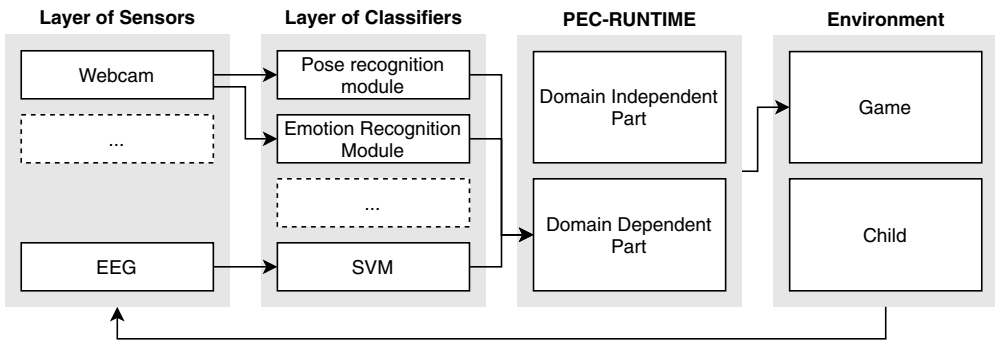 Layer of Sensors
Webcam
...
EEG
Layer of Classifiers
Pose recognition
module
Emotion Recognition
Module
...
SVM
PEC-RUNTIME
Domain Independent
Part
Domain Dependent
Part
Environment
Game
Child